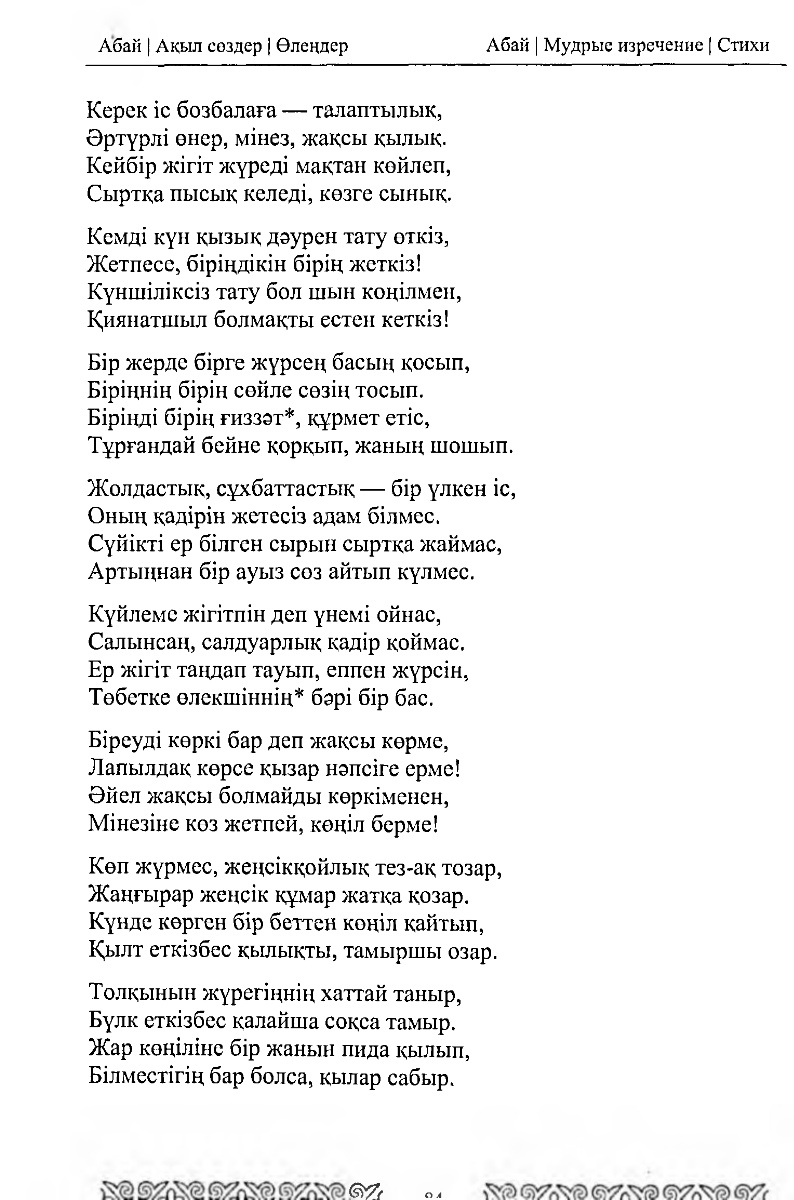 Абай | Ақыл сөздер | Өлеңдер
Абай | Мудрые изречение | Стихи
Керек іс бозбалаға — талаптылық,
Әртүрлі өнер, мінез, жақсы қылық.
Кейбір жігіт жүреді мақтан көйлеп,
Сыртқа пысық келеді, көзге сынық.
Кемді күн қызық дәурен тату өткіз,
Жетпесе, біріңдікін бірің жеткіз!
Күншіліксіз тату бол шын көңілмен,
Қиянатшыл болмақты естен кеткіз!
Бір жерде бірге жүрсең басың қосып,
Біріңнің бірің сөйле сөзің тосып.
Біріңді бірің ғиззәт*, құрмет етіс,
Тұрғандай бейне қорқып, жаның шошып.
Жолдастық, сұхбаттастық — бір үлкен іс,
Оның қадірін жетесіз адам білмес.
Сүйікті ер білген сырын сыртқа жаймас,
Артыңнан бір ауыз сөз айтып күлмес.
Күйлеме жігітпін деп үнемі ойнас,
Салынсаң, салдуарлық қадір қоймас.
Ер жігіт таңдап тауып, еппен жүрсін,
Төбетке өлекшіннің* бәрі бір бас.
Біреуді көркі бар деп жақсы көрме,
Лапылдақ көрсе қызар нәпсіге ерме!
Әйел жақсы болмайды көркіменен,
Мінезіне көз жетпей, көңіл берме!
Көп жүрмес, жеңсікқойлық тез-ақ тозар,
Жаңғырар жеңсік құмар жатқа қозар.
Күнде көрген бір беттен көңіл қайтып,
Қылт еткізбес қылықты, тамыршы озар.
Толқынын жүрегіңнің хаттай таныр,
Бүлк еткізбес қалайша соқса тамыр.
Жар көңіліне бір жанын пида қылып,
Білместігің бар болса, қылар сабыр.